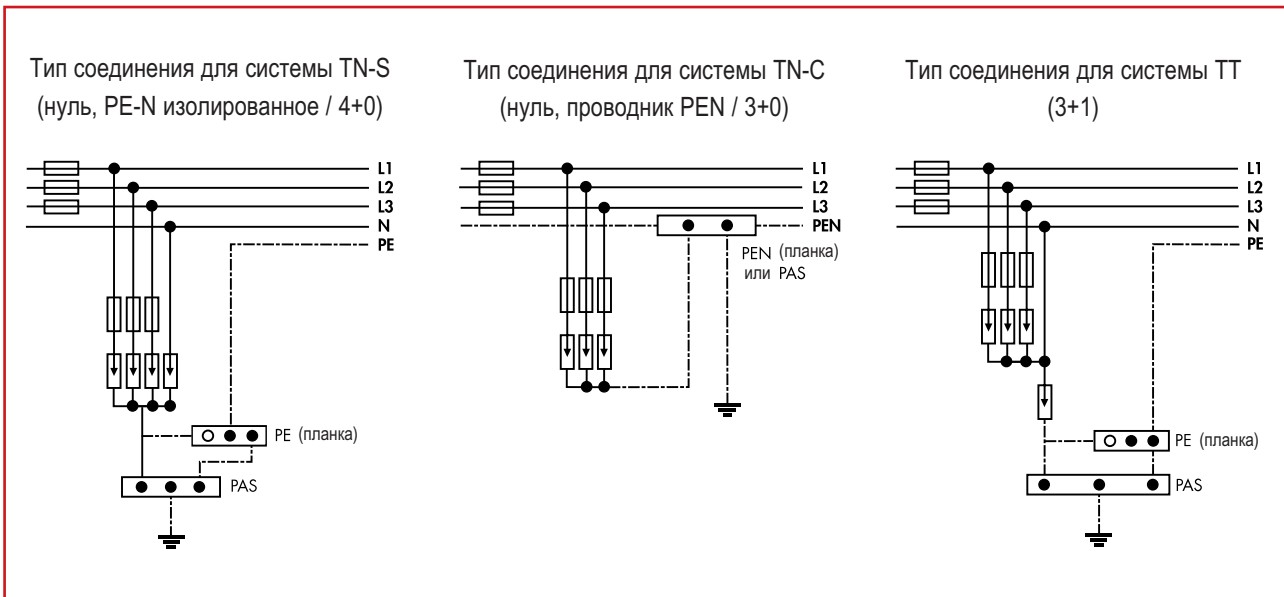 Тип соединения для системы TN-S
(нуль, PE-N изолированное / 4+0)
L1
L2
L3
N
PE
PE (планка)
PAS
Тип соединения для системы TN-C
(нуль, проводник PEN / 3+0)
L1
L2
L3
PEN
PEN (планка)
или PAS
Тип соединения для системы TT
(3+1)
L1
L2
L3
N
PE
PE (планка)
PAS